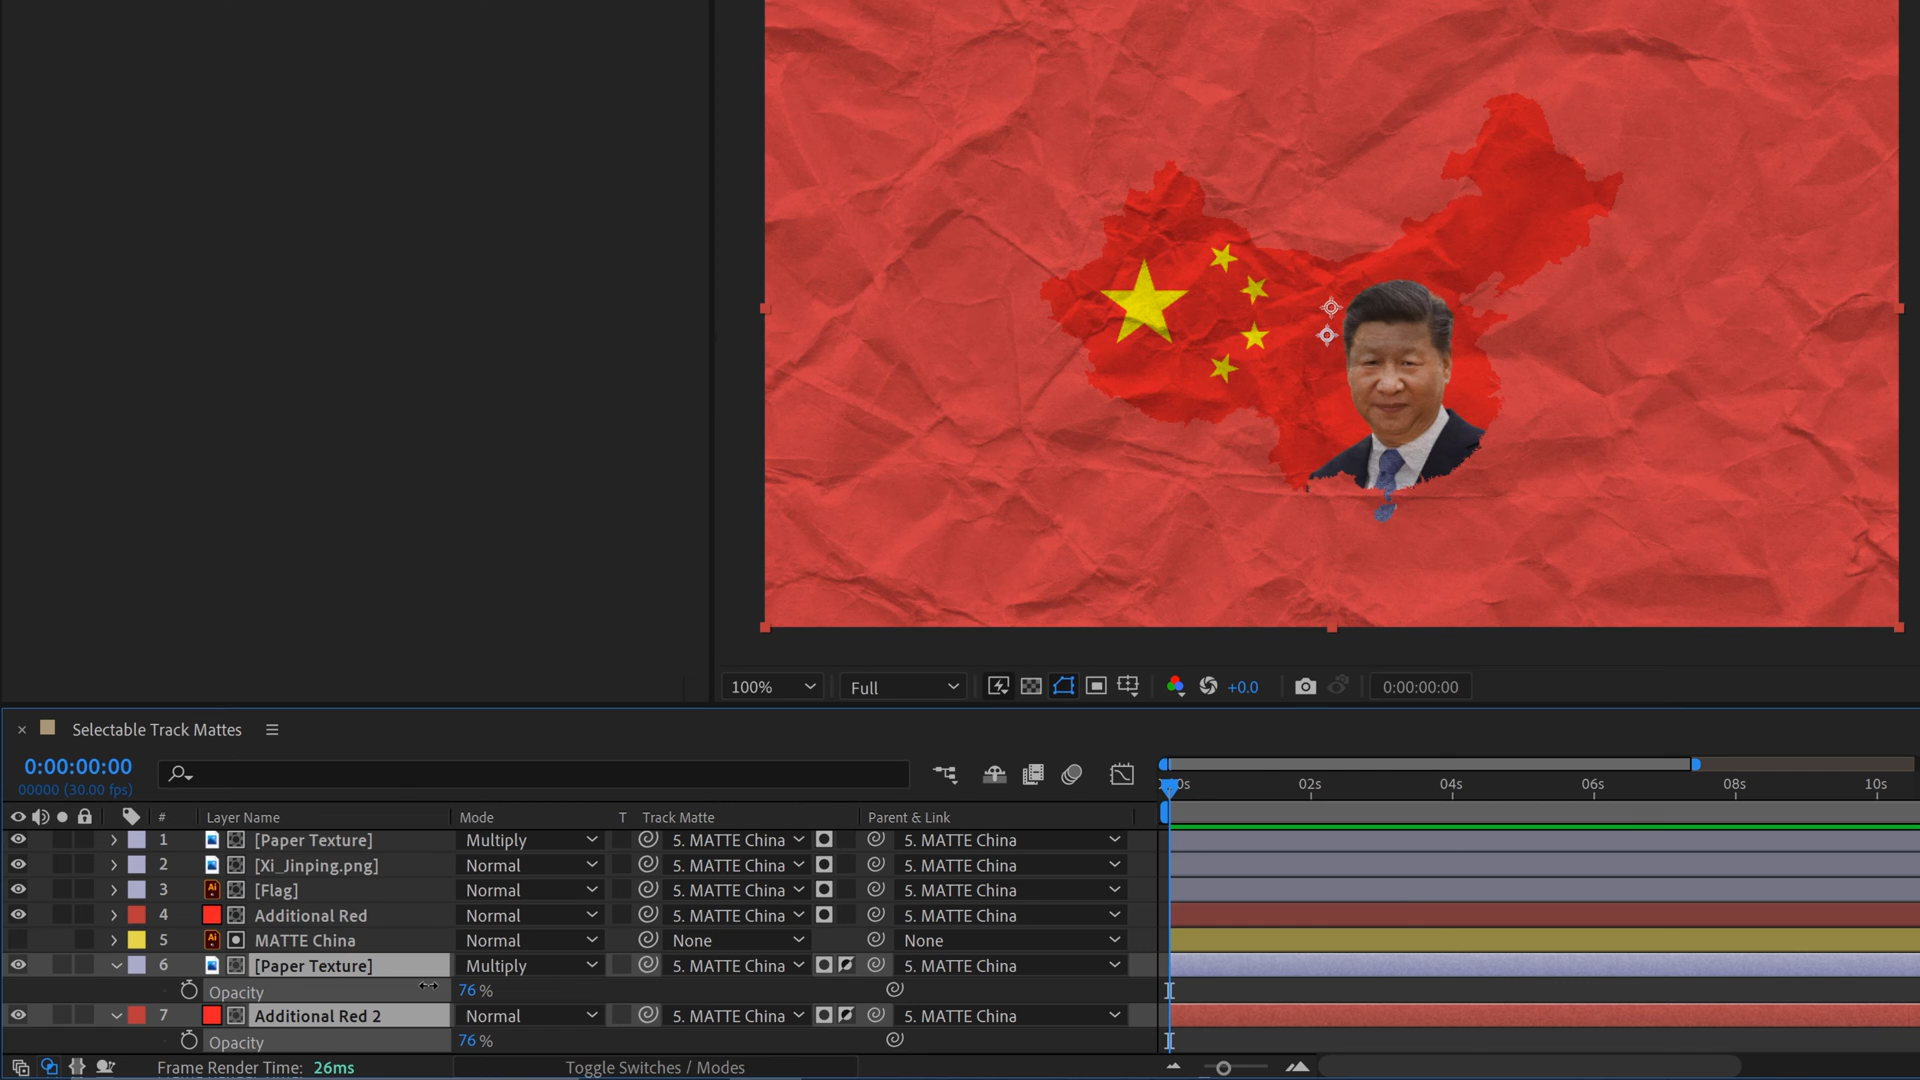 100% Full +0.0 0:00:00:00
× Selectable Track Mattes
0:00:00:00
00000 (30.00 fps)
02s 04s 06s 08s 10s
# Layer Name Mode T Track Matte Parent & Link
1 [Paper Texture] Multiply 5. MATTE China 5. MATTE China
2 [Xi_Jinping.png] Normal 5. MATTE China 5. MATTE China
3 Ai [Flag] Normal 5. MATTE China 5. MATTE China
4 Additional Red Normal 5. MATTE China 5. MATTE China
5 Ai MATTE China Normal None None
6 [Paper Texture] Multiply 5. MATTE China 5. MATTE China
Opacity 76 %
7 Additional Red 2 Normal 5. MATTE China 5. MATTE China
Opacity 76 %
Frame Render Time: 26ms Toggle Switches / Modes